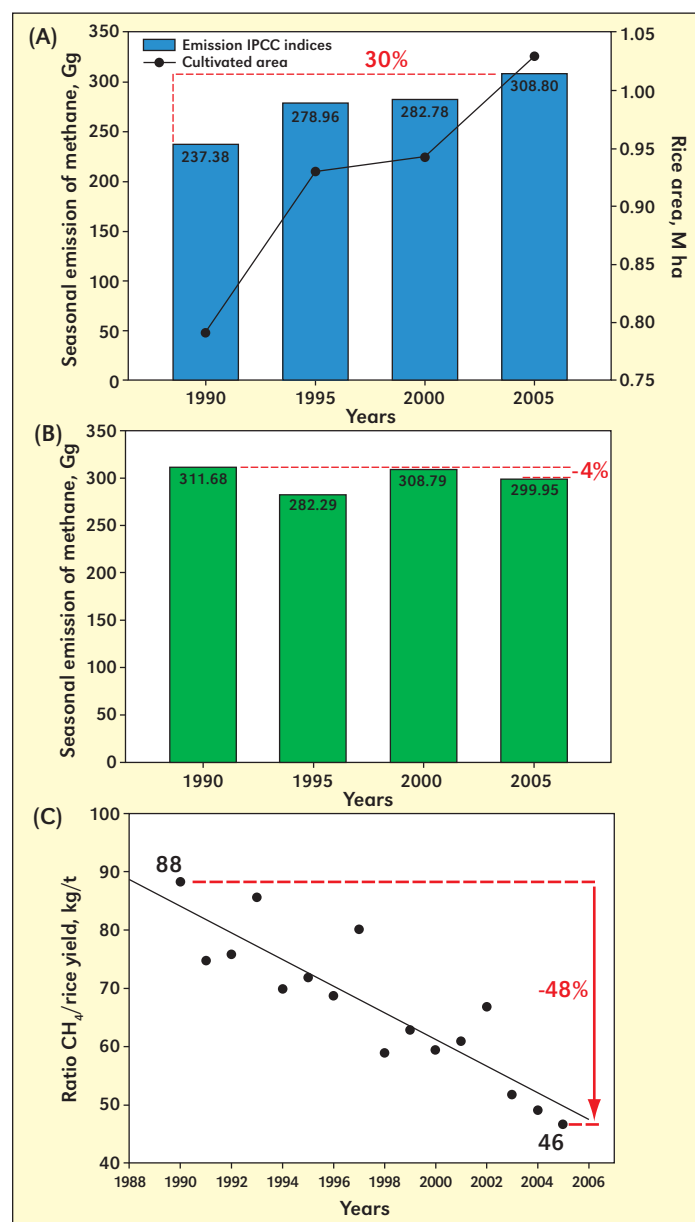 (A)
Seasonal emission of methane, Gg
350
300
250
200
150
100
50
0
Emission IPCC indices
Cultivated area
30%
237.38
278.96
282.78
308.80
1.05
1.00
0.95
0.90
0.85
0.80
0.75
Rice area, M ha
1990 1995 2000 2005
Years
(B)
Seasonal emission of methane, Gg
350
300
250
200
150
100
50
0
311.68
282.29
308.79
299.95
-4%
1990 1995 2000 2005
Years
(C)
Ratio CH₄/rice yield, kg/t
100
90
80
70
60
50
40
88
-48%
46
1988 1990 1992 1994 1996 1998 2000 2002 2004 2006
Years